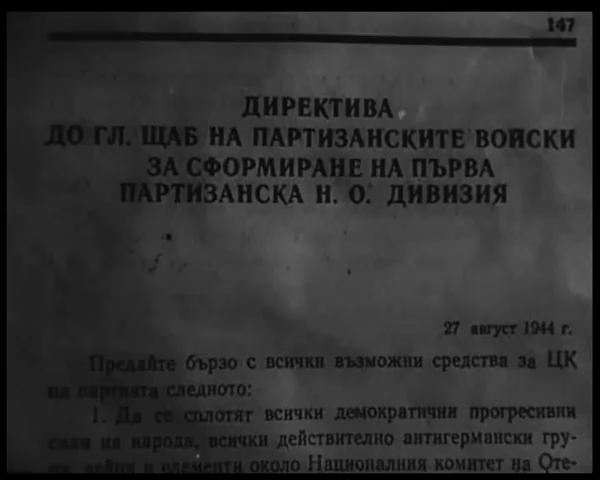 147
ДИРЕКТИВА
ДО ГЛ. ЩАБ НА ПАРТИЗАНСКИТЕ ВОЙСКИ
ЗА СФОРМИРАНЕ НА ПЪРВА
ПАРТИЗАНСКА Н. О. ДИВИЗИЯ
27 август 1944 г.
Предайте бързо с всички възможни средства за ЦК
на партията следното:
1. Да се сплотят всички демократични прогресивни
сили на народа, всички действително антигермански гру-
и елементи около Националния комитет на Оте-